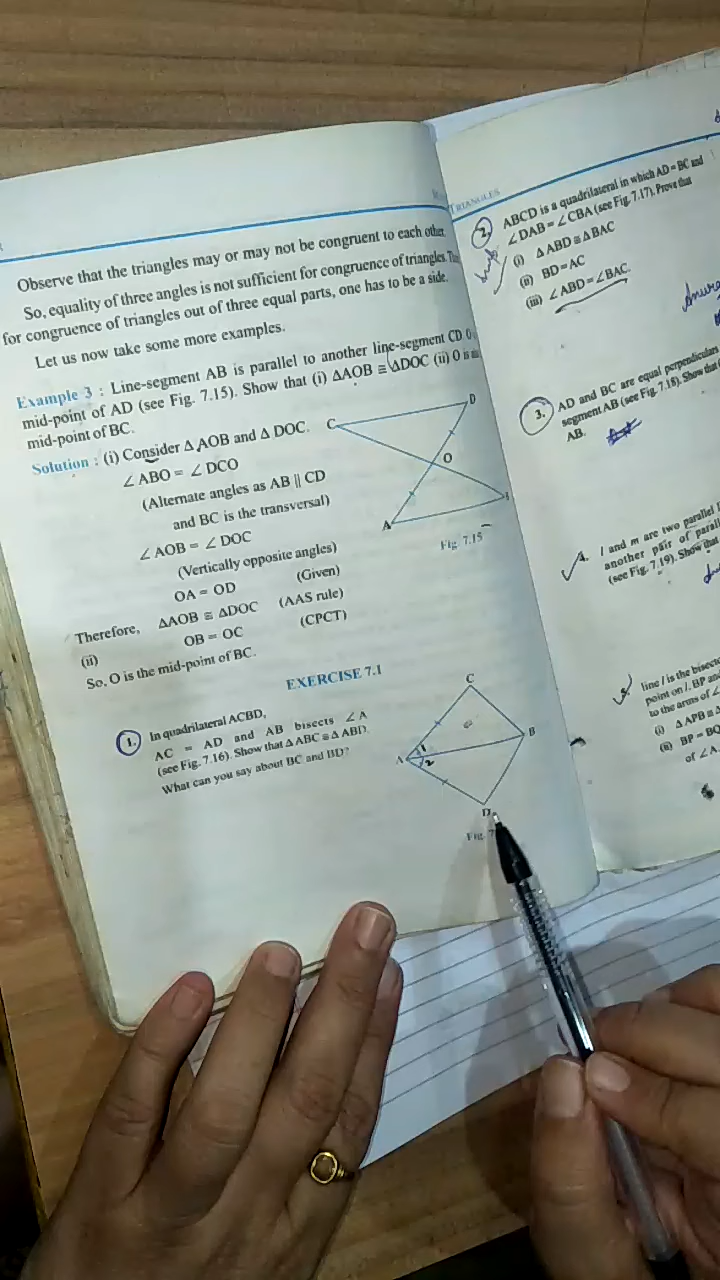 Observe that the triangles may or may not be congruent to each other.
So, equality of three angles is not sufficient for congruence of triangles.
for congruence of triangles out of three equal parts, one has to be a side.
Let us now take some more examples.
Example 3 : Line-segment AB is parallel to another line-segment CD. O
mid-point of AD (see Fig. 7.15). Show that (i) ΔAOB ≅ ΔDOC (ii) O is
mid-point of BC.
Solution : (i) Consider Δ AOB and Δ DOC.
∠ ABO = ∠ DCO
(Alternate angles as AB || CD
and BC is the transversal)
∠ AOB = ∠ DOC
(Vertically opposite angles)
OA = OD (Given)
Therefore, ΔAOB ≅ ΔDOC (AAS rule)
(ii) OB = OC (CPCT)
So, O is the mid-point of BC.
C
D
O
A
Fig. 7.15
EXERCISE 7.1
1. In quadrilateral ACBD,
AC = AD and AB bisects ∠ A
(see Fig. 7.16). Show that Δ ABC ≅ Δ ABD.
What can you say about BC and BD?
C
B
A
1
2
D
Fig. 7
TRIANGLES
2. ABCD is a quadrilateral in which AD = BC and
∠ DAB = ∠ CBA (see Fig. 7.17). Prove that
(i) Δ ABD ≅ Δ BAC
(ii) BD = AC
(iii) ∠ ABD = ∠ BAC.
3. AD and BC are equal perpendiculars
segment AB (see Fig. 7.18). Show that
AB.
4. l and m are two parallel
another pair of
(see Fig. 7.19). Show that
line l is the
point on l. BP and
to the arms of ∠
(i) Δ APB ≅
(ii) BP = BQ
of ∠ A.